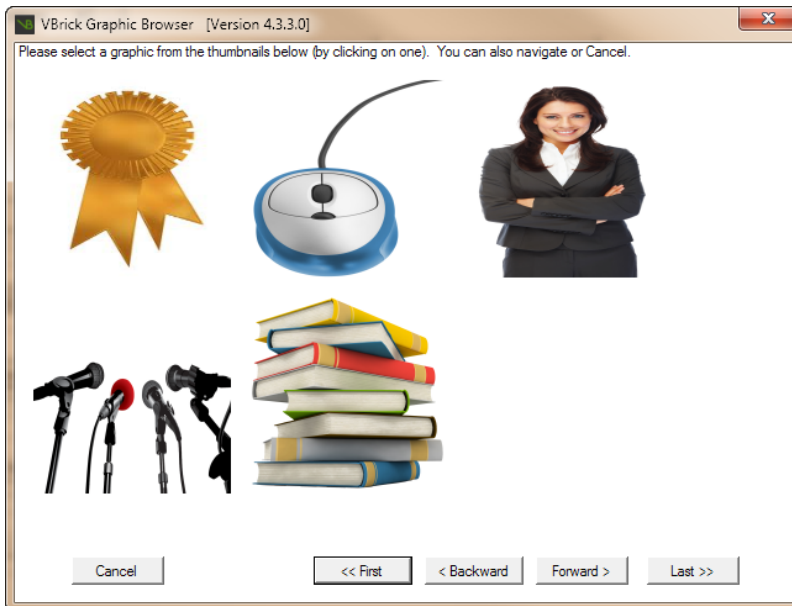 VB VBrick Graphic Browser [Version 4.3.3.0]
Please select a graphic from the thumbnails below (by clicking on one). You can also navigate or Cancel.
Cancel << First < Backward Forward > Last >>